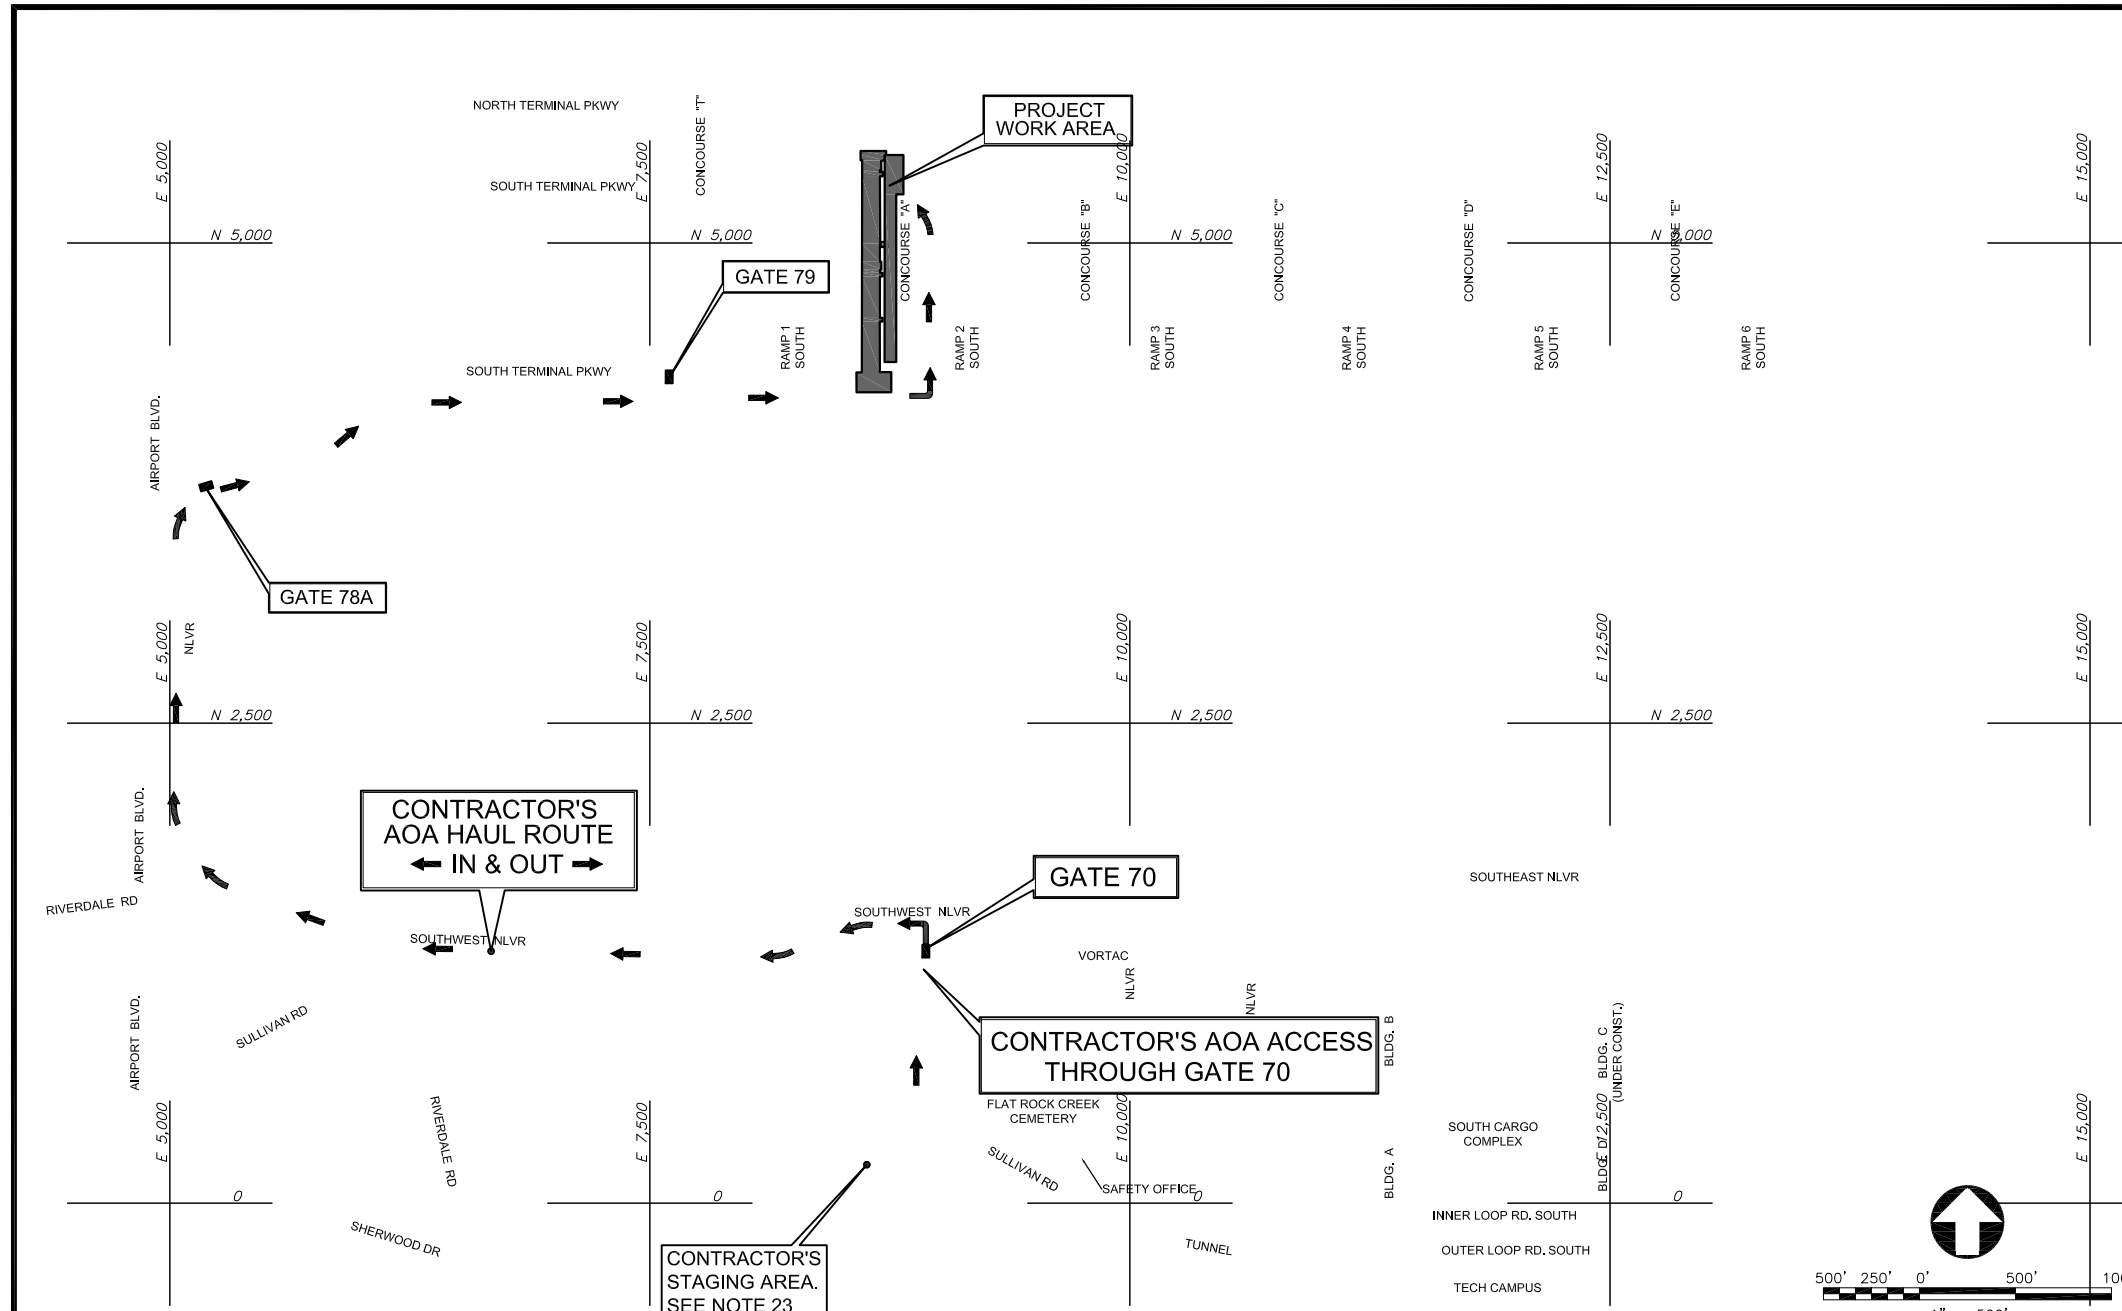 NORTH TERMINAL PKWY
CONCOURSE "T"
PROJECT
WORK AREA
E 5,000
E 7,500
E 10,000
E 12,500
E 15,000
SOUTH TERMINAL PKWY
CONCOURSE "A"
CONCOURSE "B"
CONCOURSE "C"
CONCOURSE "D"
CONCOURSE "E"
N 5,000
N 5,000
N 5,000
N 5,000
GATE 79
RAMP 1
SOUTH
RAMP 2
SOUTH
RAMP 3
SOUTH
RAMP 4
SOUTH
RAMP 5
SOUTH
RAMP 6
SOUTH
SOUTH TERMINAL PKWY
AIRPORT BLVD.
GATE 78A
E 5,000
NLVR
E 7,500
E 10,000
E 12,500
E 15,000
N 2,500
N 2,500
N 2,500
N 2,500
AIRPORT BLVD.
CONTRACTOR'S
AOA HAUL ROUTE
IN & OUT
GATE 70
SOUTHEAST NLVR
RIVERDALE RD
SOUTHWEST NLVR
SOUTHWEST NLVR
VORTAC
NLVR
NLVR
AIRPORT BLVD.
SULLIVAN RD
CONTRACTOR'S AOA ACCESS
THROUGH GATE 70
BLDG. B
BLDG. C
(UNDER CONST.)
RIVERDALE RD
FLAT ROCK CREEK
CEMETERY
E 5,000
E 7,500
E 10,000
E 12,500
E 15,000
SOUTH CARGO
COMPLEX
SULLIVAN RD
BLDG. A
BLDG. D
SAFETY OFFICE
0
0
0
0
SHERWOOD DR
TUNNEL
INNER LOOP RD. SOUTH
OUTER LOOP RD. SOUTH
TECH CAMPUS
CONTRACTOR'S
STAGING AREA.
SEE NOTE 23
500' 250' 0' 500'